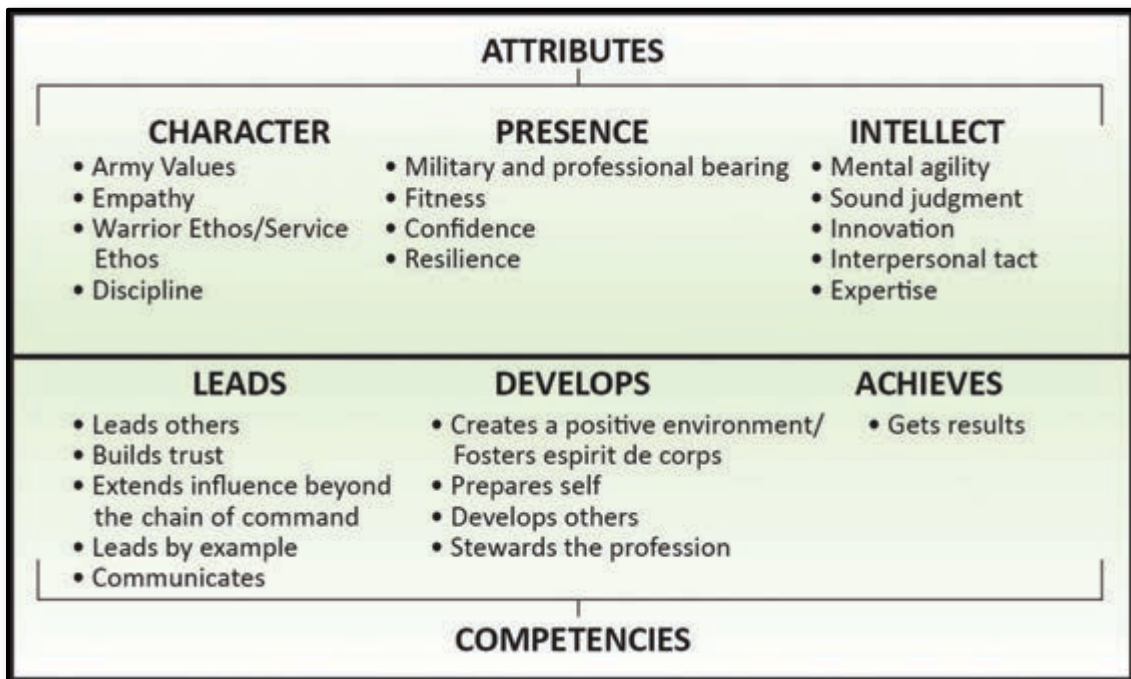 ATTRIBUTES
CHARACTER
• Army Values
• Empathy
• Warrior Ethos/Service
Ethos
• Discipline
PRESENCE
• Military and professional bearing
• Fitness
• Confidence
• Resilience
INTELLECT
• Mental agility
• Sound judgment
• Innovation
• Interpersonal tact
• Expertise
LEADS
• Leads others
• Builds trust
• Extends influence beyond
the chain of command
• Leads by example
• Communicates
DEVELOPS
• Creates a positive environment/
Fosters espirit de corps
• Prepares self
• Develops others
• Stewards the profession
ACHIEVES
• Gets results
COMPETENCIES